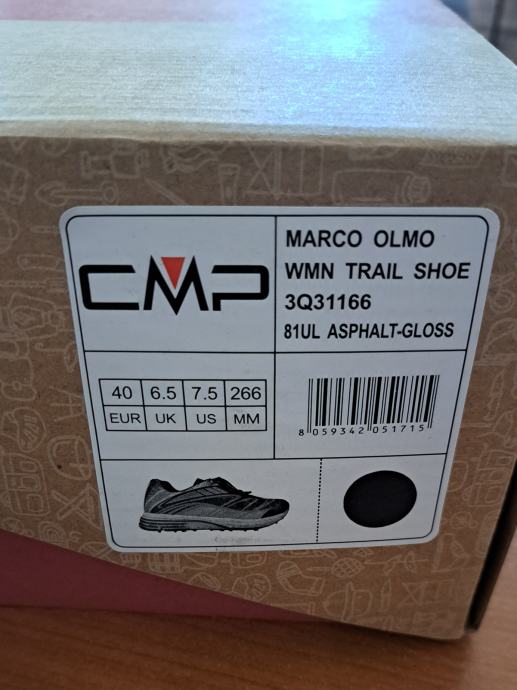 CMP
MARCO OLMO
WMN TRAIL SHOE
3Q31166
81UL ASPHALT-GLOSS
40 6.5 7.5 266
EUR UK US MM
8 059342 051715